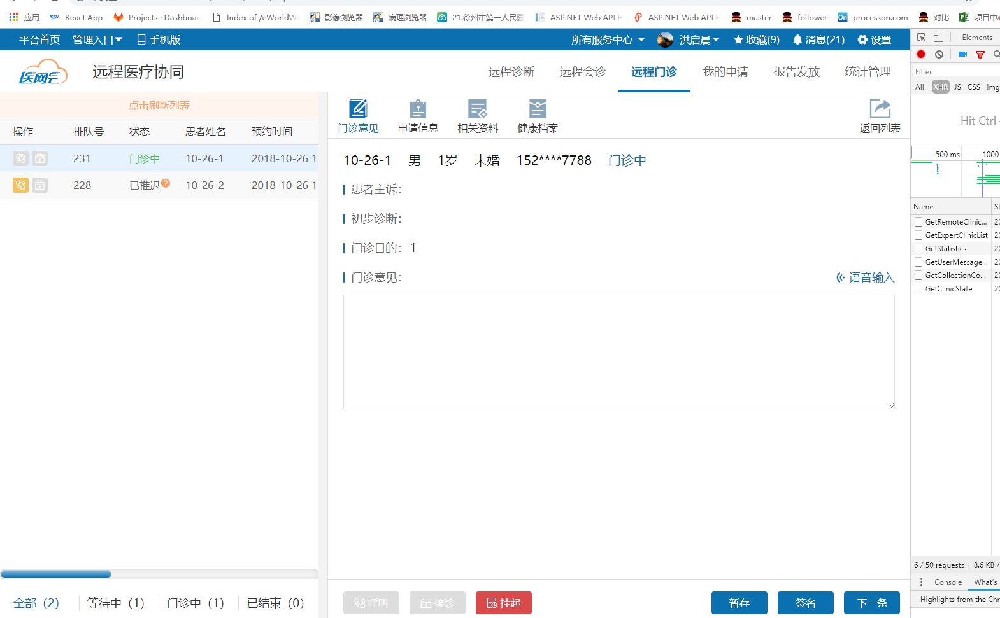 应用 React App Projects · Dashboar Index of /eWorldW 影像浏览器 病理浏览器 21.徐州市第一人民医 ASP.NET Web API H ASP.NET Web API H master follower processon.com 对比 项目中心
平台首页 管理入口 手机版 所有服务中心 洪启晨 收藏(9) 消息(21) 设置
医网云 远程医疗协同 远程诊断 远程会诊 远程门诊 我的申请 报告发放 统计管理
点击刷新列表
操作 排队号 状态 患者姓名 预约时间
231 门诊中 10-26-1 2018-10-26 1
228 已推迟 ? 10-26-2 2018-10-26 1
全部（2） 等待中（1） 门诊中（1） 已结束（0）
门诊意见 申请信息 相关资料 健康档案 返回列表
10-26-1 男 1岁 未婚 152****7788 门诊中
患者主诉：
初步诊断：
门诊目的： 1
门诊意见： 语音输入
呼叫 接诊 挂起 暂存 签名 下一条
Elements
Filter
All XHR JS CSS Img
Hit Ctrl
500 ms 1000
Name St
GetRemoteClinic... 20
GetExpertClinicList 20
GetStatistics 20
GetUserMessage... 20
GetCollectionCo... 20
GetClinicState 20
6 / 50 requests | 8.6 KB /
Console What's
Highlights from the Chr